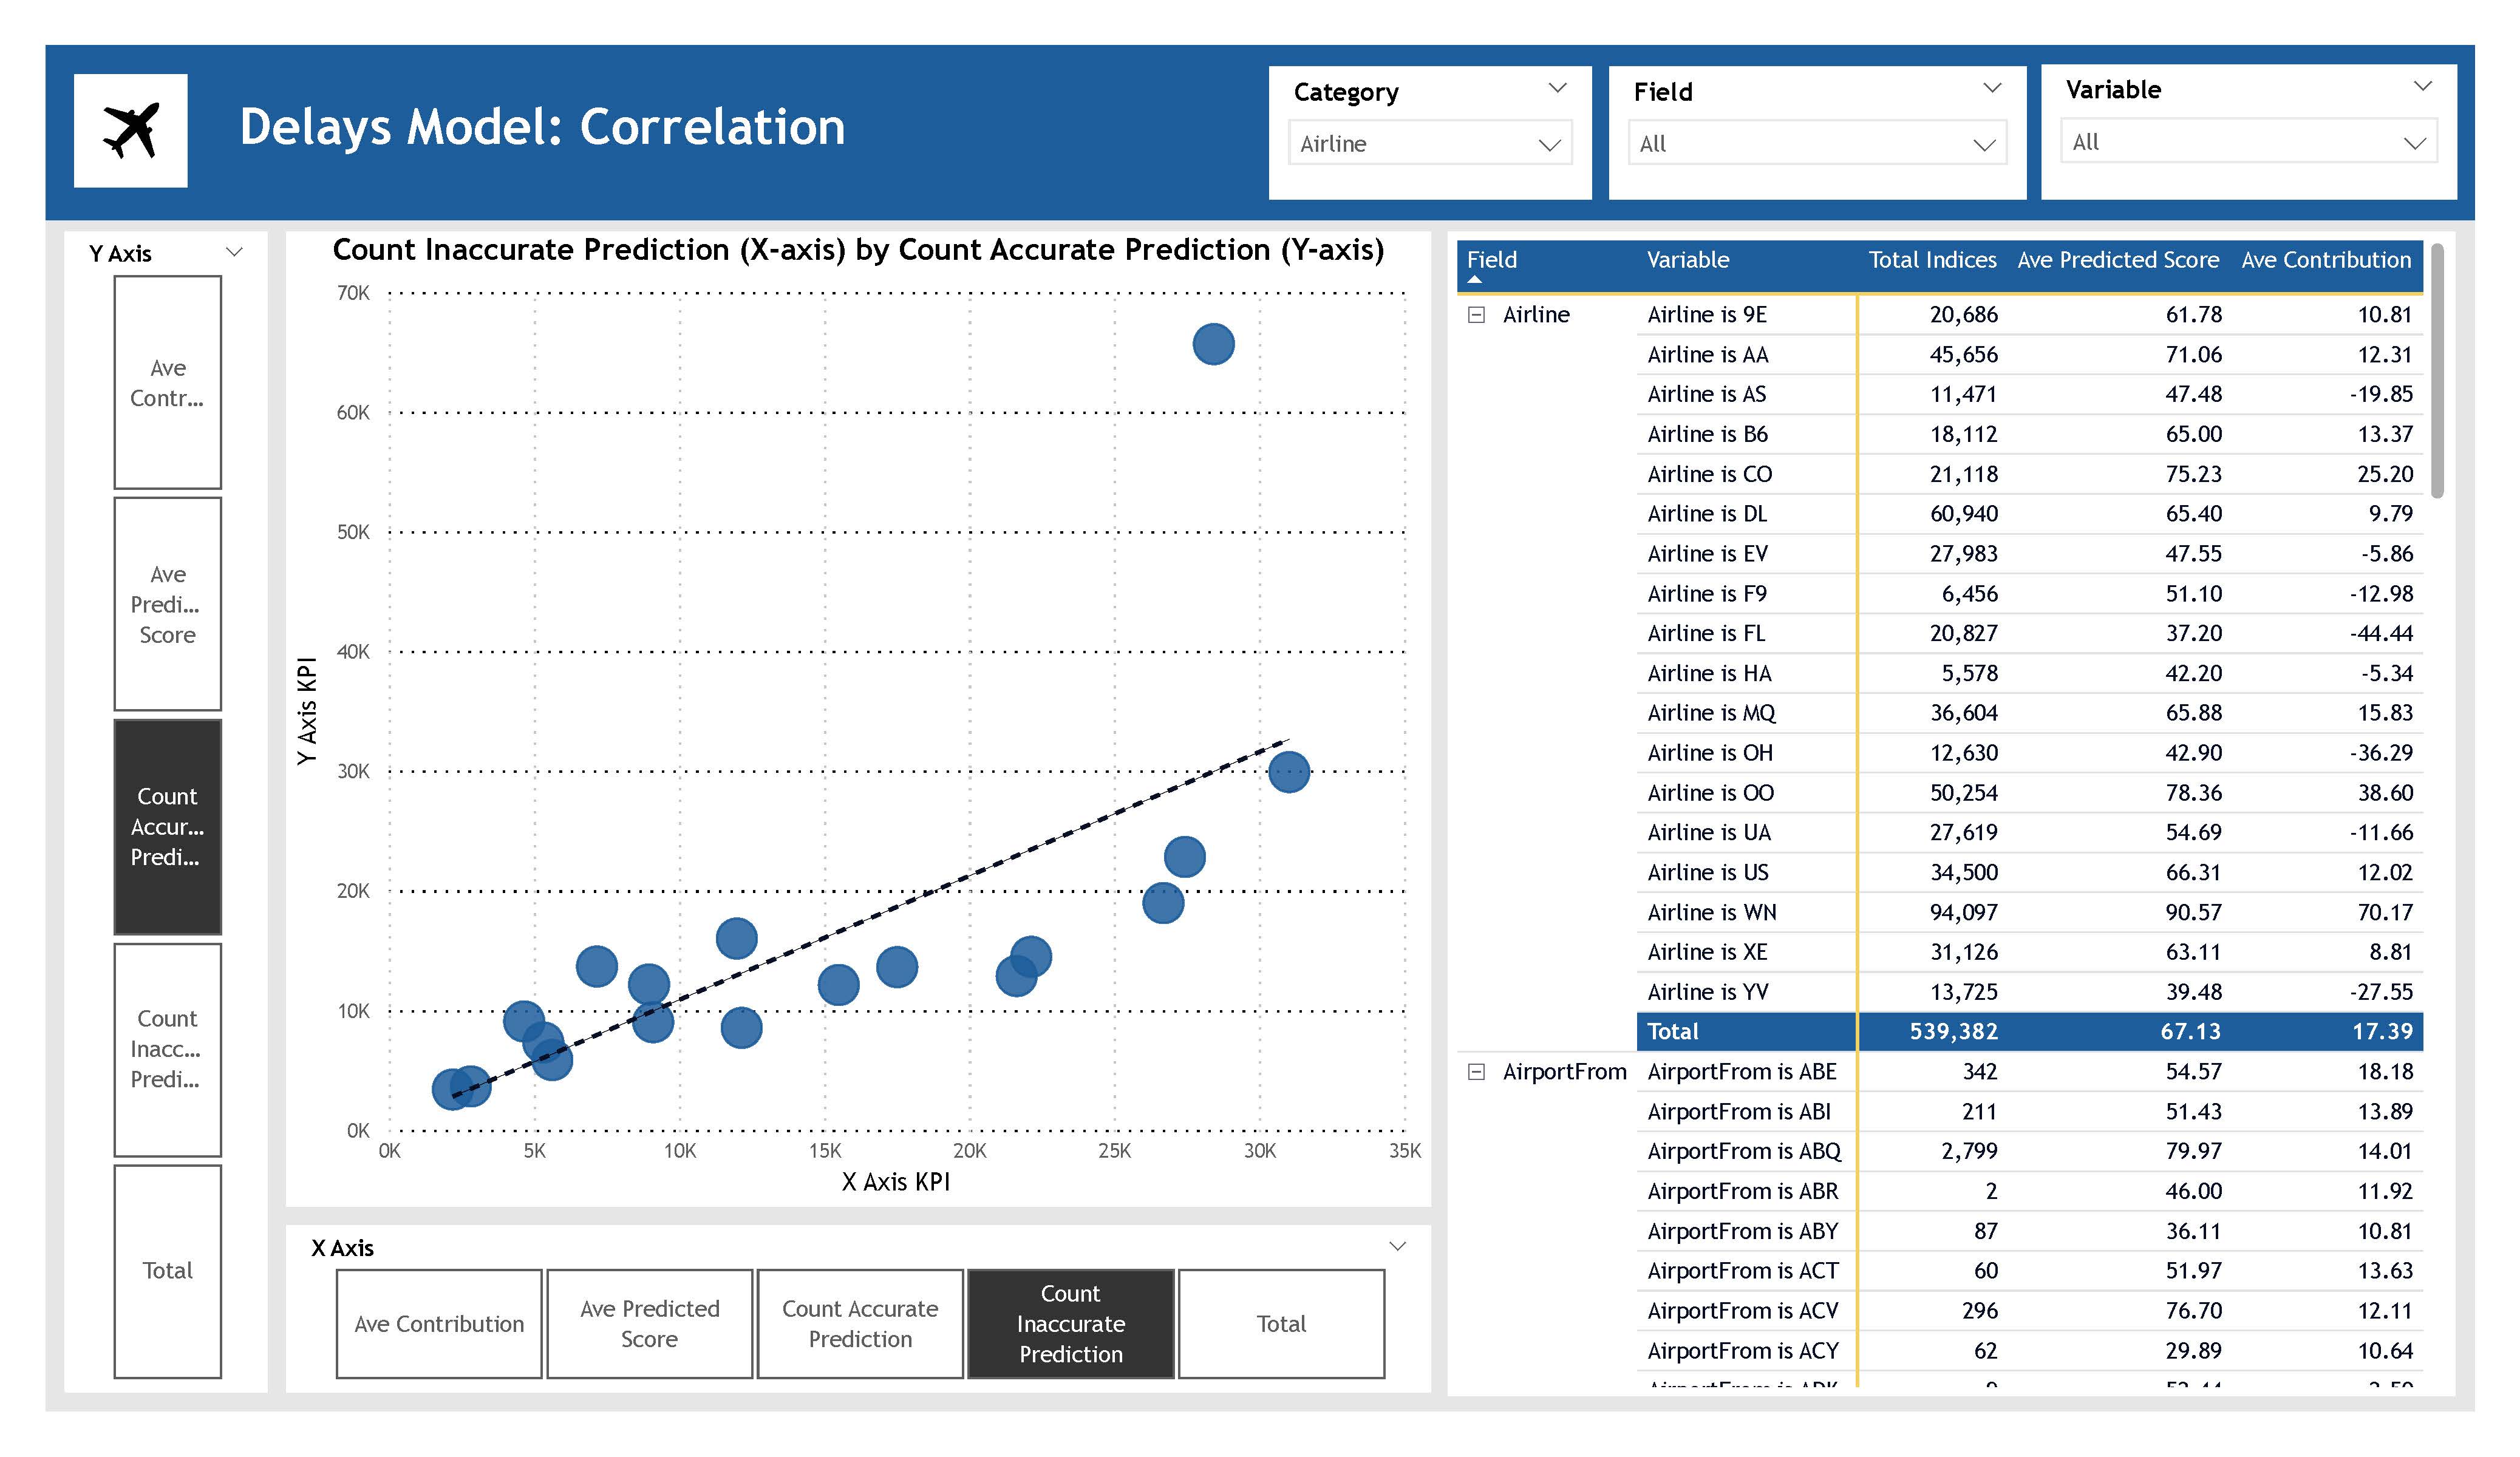 Delays Model: Correlation
Category
Airline
Field
All
Variable
All
Y Axis
Ave
Contr...
Ave
Predi...
Score
Count
Accur...
Predi...
Count
Inacc...
Predi...
Total
Count Inaccurate Prediction (X-axis) by Count Accurate Prediction (Y-axis)
70K
60K
50K
40K
30K
20K
10K
0K
Y Axis KPI
0K 5K 10K 15K 20K 25K 30K 35K
X Axis KPI
X Axis
Ave Contribution
Ave Predicted
Score
Count Accurate
Prediction
Count
Inaccurate
Prediction
Total
Field Variable Total Indices Ave Predicted Score Ave Contribution
Airline Airline is 9E 20,686 61.78 10.81
Airline is AA 45,656 71.06 12.31
Airline is AS 11,471 47.48 -19.85
Airline is B6 18,112 65.00 13.37
Airline is CO 21,118 75.23 25.20
Airline is DL 60,940 65.40 9.79
Airline is EV 27,983 47.55 -5.86
Airline is F9 6,456 51.10 -12.98
Airline is FL 20,827 37.20 -44.44
Airline is HA 5,578 42.20 -5.34
Airline is MQ 36,604 65.88 15.83
Airline is OH 12,630 42.90 -36.29
Airline is OO 50,254 78.36 38.60
Airline is UA 27,619 54.69 -11.66
Airline is US 34,500 66.31 12.02
Airline is WN 94,097 90.57 70.17
Airline is XE 31,126 63.11 8.81
Airline is YV 13,725 39.48 -27.55
Total 539,382 67.13 17.39
AirportFrom AirportFrom is ABE 342 54.57 18.18
AirportFrom is ABI 211 51.43 13.89
AirportFrom is ABQ 2,799 79.97 14.01
AirportFrom is ABR 2 46.00 11.92
AirportFrom is ABY 87 36.11 10.81
AirportFrom is ACT 60 51.97 13.63
AirportFrom is ACV 296 76.70 12.11
AirportFrom is ACY 62 29.89 10.64